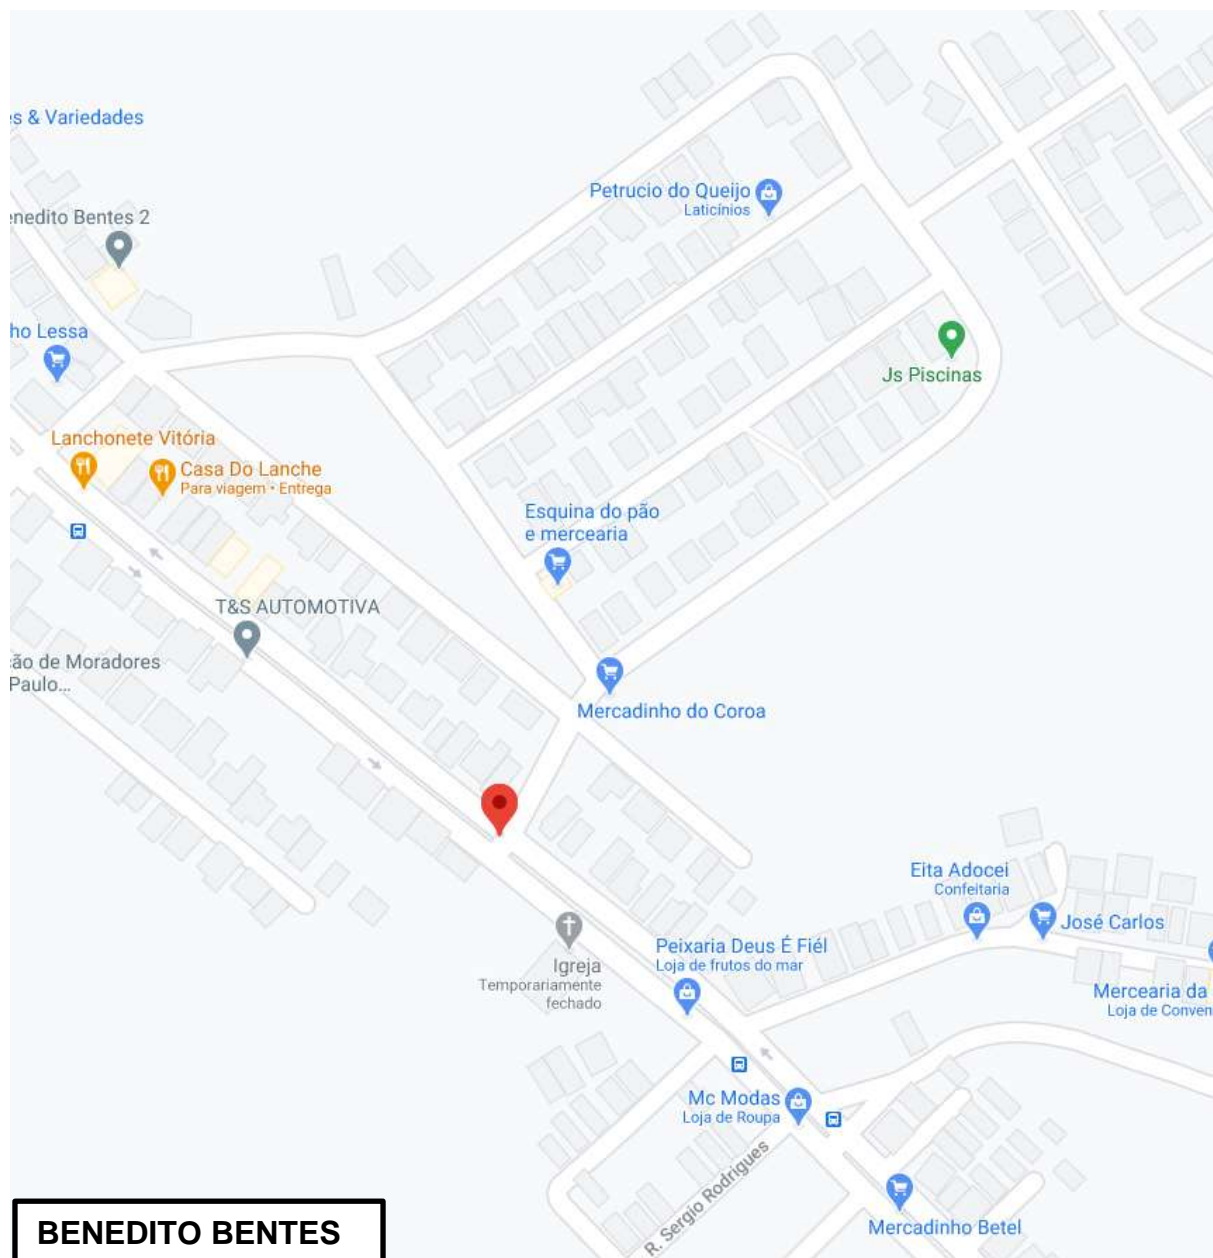 s & Variedades
Petrucio do Queijo
Laticínios
enedito Bentes 2
ho Lessa
Js Piscinas
Lanchonete Vitória
Casa Do Lanche
Para viagem • Entrega
Esquina do pão
e mercearia
T&S AUTOMOTIVA
ão de Moradores
Paulo...
Mercadinho do Coroa
Eita Adocei
Confeitaria
José Carlos
Peixaria Deus É Fiél
Loja de frutos do mar
Igreja
Temporariamente
fechado
Mercearia da
Loja de Conven
Mc Modas
Loja de Roupa
R. Sergio Rodrigues
Mercadinho Betel
BENEDITO BENTES